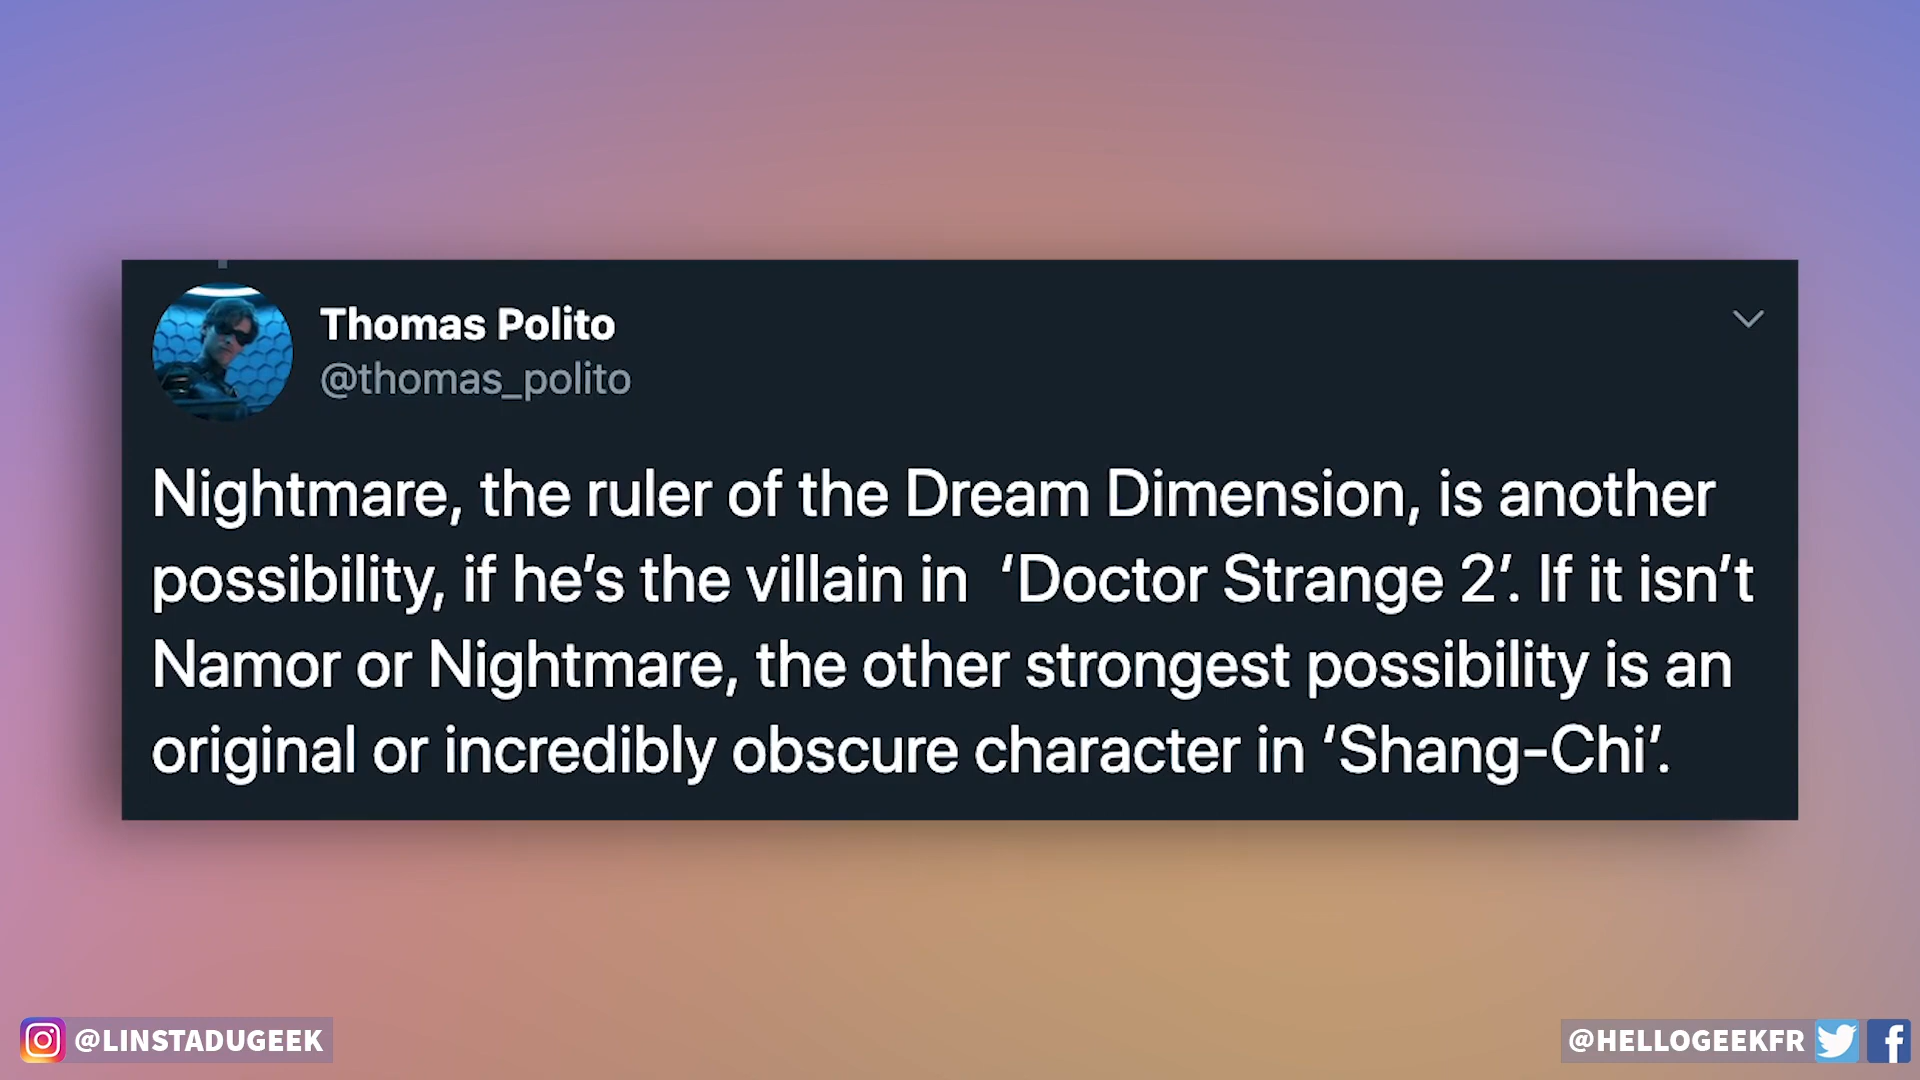 Thomas Polito
@thomas_polito
Nightmare, the ruler of the Dream Dimension, is another
possibility, if he’s the villain in  ‘Doctor Strange 2’. If it isn’t
Namor or Nightmare, the other strongest possibility is an
original or incredibly obscure character in ‘Shang-Chi’.
@LINSTADUGEEK
@HELLOGEEKFR